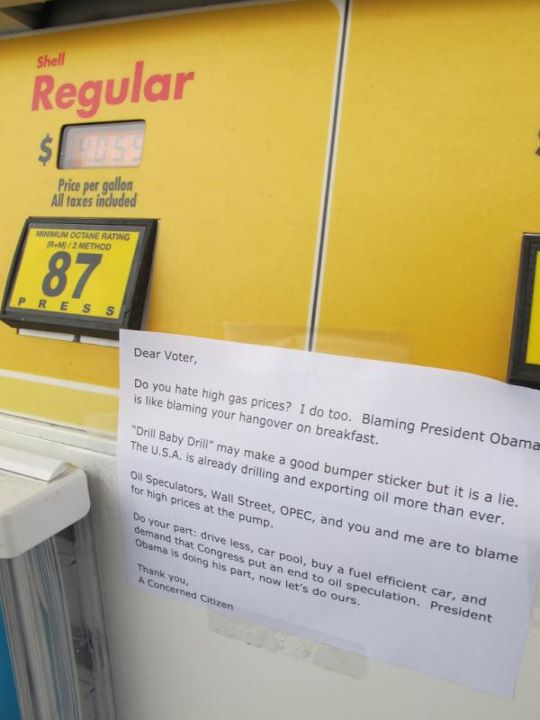 Shell
Regular
$ 4.059
Price per gallon
All taxes included
MINIMUM OCTANE RATING
(R+M) / 2 METHOD
87
PRESS
Dear Voter,
Do you hate high gas prices? I do too. Blaming President Obama
is like blaming your hangover on breakfast.
"Drill Baby Drill" may make a good bumper sticker but it is a lie.
The U.S.A. is already drilling and exporting oil more than ever.
Oil Speculators, Wall Street, OPEC, and you and me are to blame
for high prices at the pump.
Do your part: drive less, car pool, buy a fuel efficient car, and
demand that Congress put an end to oil speculation. President
Obama is doing his part, now let's do ours.
Thank you,
A Concerned Citizen